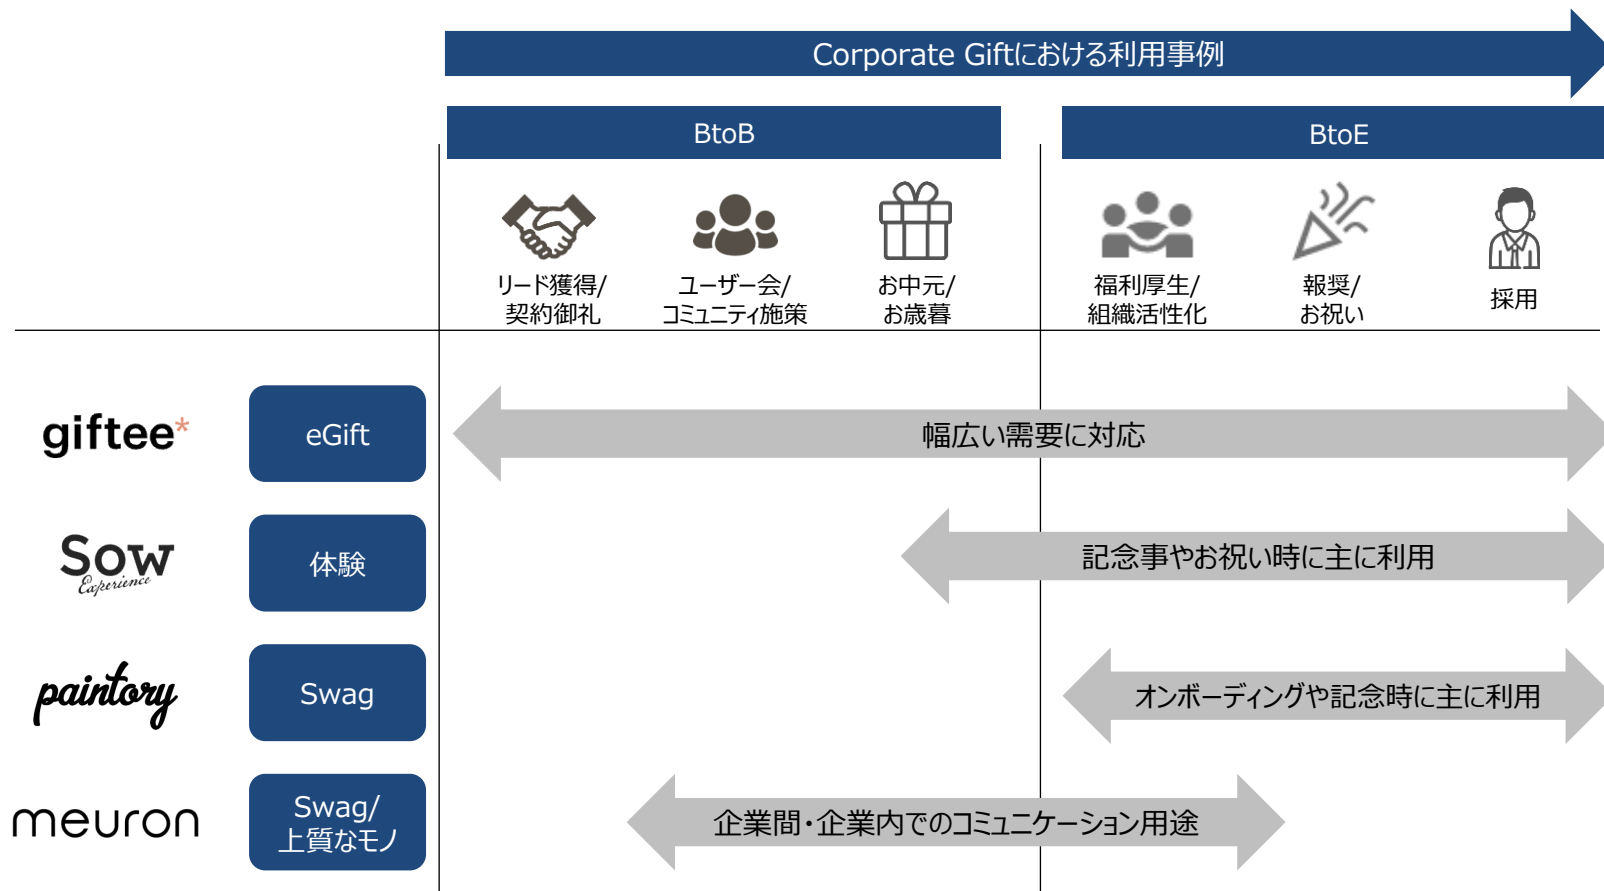 Corporate Giftにおける利用事例
BtoB
BtoE
リード獲得/
契約御礼
ユーザー会/
コミュニティ施策
お中元/
お歳暮
福利厚生/
組織活性化
報奨/
お祝い
採用
giftee*
eGift
幅広い需要に対応
Sow
Experience
体験
記念事やお祝い時に主に利用
paintory
Swag
オンボーディングや記念時に主に利用
meuron
Swag/
上質なモノ
企業間・企業内でのコミュニケーション用途